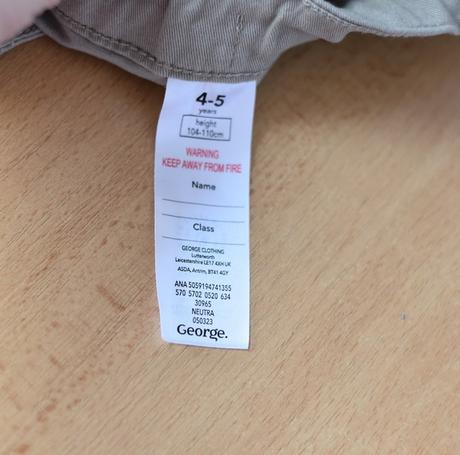 4-5
years
height
104-110cm
WARNING
KEEP AWAY FROM FIRE
Name
Class
GEORGE CLOTHING
Lutterworth
Leicestershire LE17 4XH UK
ASDA, Antrim, BT41 4GY
ANA 5059194741355
570 5702 0520 634
30965
NEUTRA
050323
George.